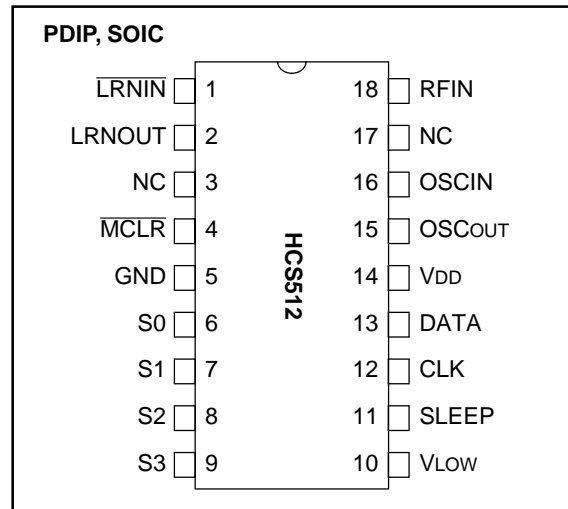 PDIP, SOIC
LRNIN 1 18 RFIN
LRNOUT 2 17 NC
NC 3 16 OSCIN
MCLR 4 15 OSCOUT
GND 5 14 VDD
S0 6 13 DATA
S1 7 12 CLK
S2 8 11 SLEEP
S3 9 10 VLOW
HCS512